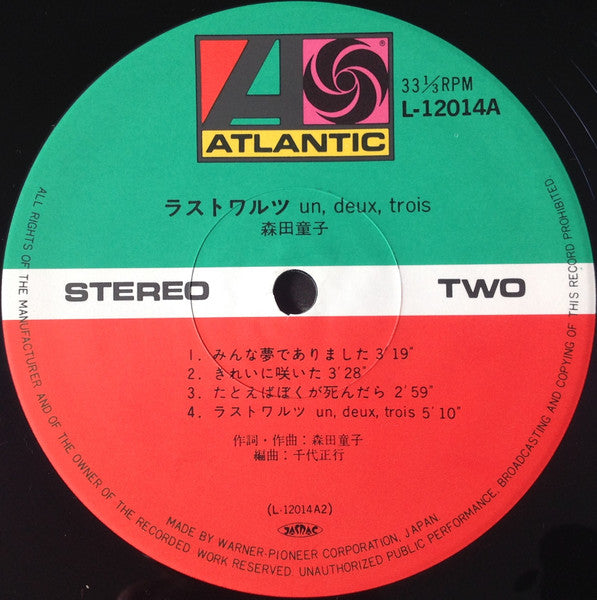 ATLANTIC
33 ⅓ RPM
L-12014A
ラストワルツ un, deux, trois
森田童子
STEREO
TWO
1. みんな夢でありました 3′19″
2. きれいに咲いた 3′28″
3. たとえばぼくが死んだら 2′59″
4. ラストワルツ un, deux, trois 5′10″
作詞・作曲：森田童子
編曲：千代正行
(L-12014A2)
JASRAC
MADE BY WARNER-PIONEER CORPORATION, JAPAN
ALL RIGHTS OF THE MANUFACTURER AND OF THE OWNER OF THE RECORDED WORK RESERVED. UNAUTHORIZED PUBLIC PERFORMANCE, BROADCASTING AND COPYING OF THIS RECORD PROHIBITED.